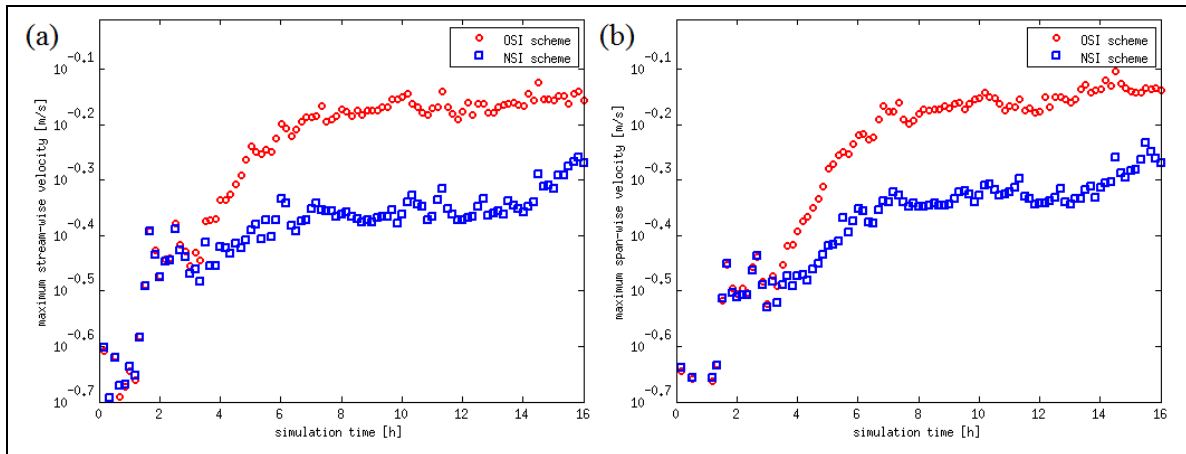 (a)
OSI scheme
NSI scheme
maximum stream-wise velocity [m/s]
10^-0.1
10^-0.2
10^-0.3
10^-0.4
10^-0.5
10^-0.6
10^-0.7
0 2 4 6 8 10 12 14 16
simulation time [h]
(b)
OSI scheme
NSI scheme
maximum span-wise velocity [m/s]
10^-0.1
10^-0.2
10^-0.3
10^-0.4
10^-0.5
10^-0.6
10^-0.7
0 2 4 6 8 10 12 14 16
simulation time [h]